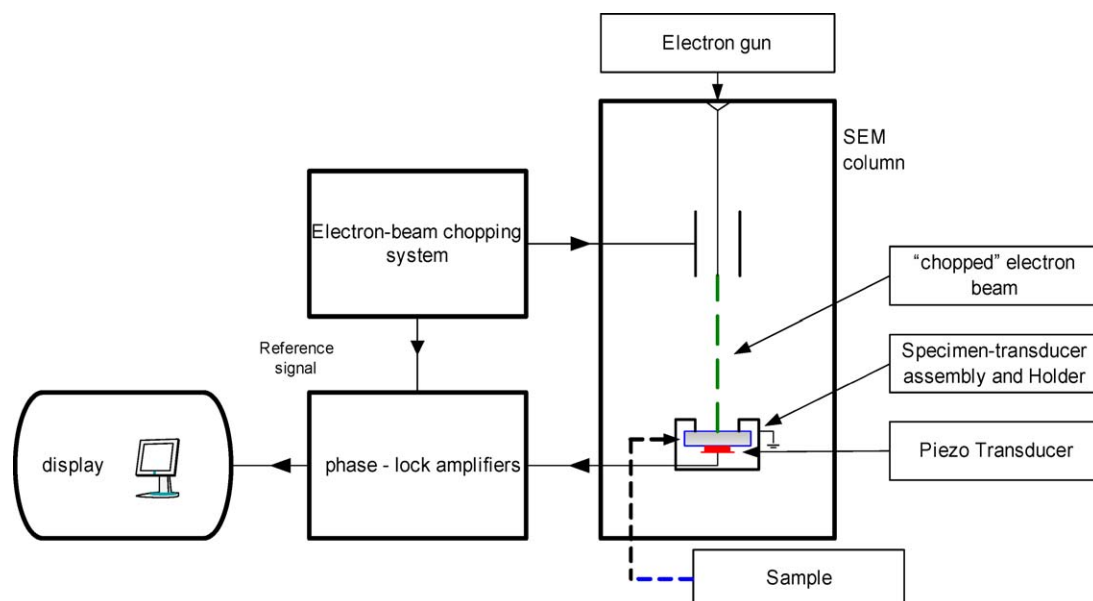 Electron gun
SEM
column
Electron-beam chopping
system
“chopped” electron
beam
Reference
signal
Specimen-transducer
assembly and Holder
display
phase - lock amplifiers
Piezo Transducer
Sample